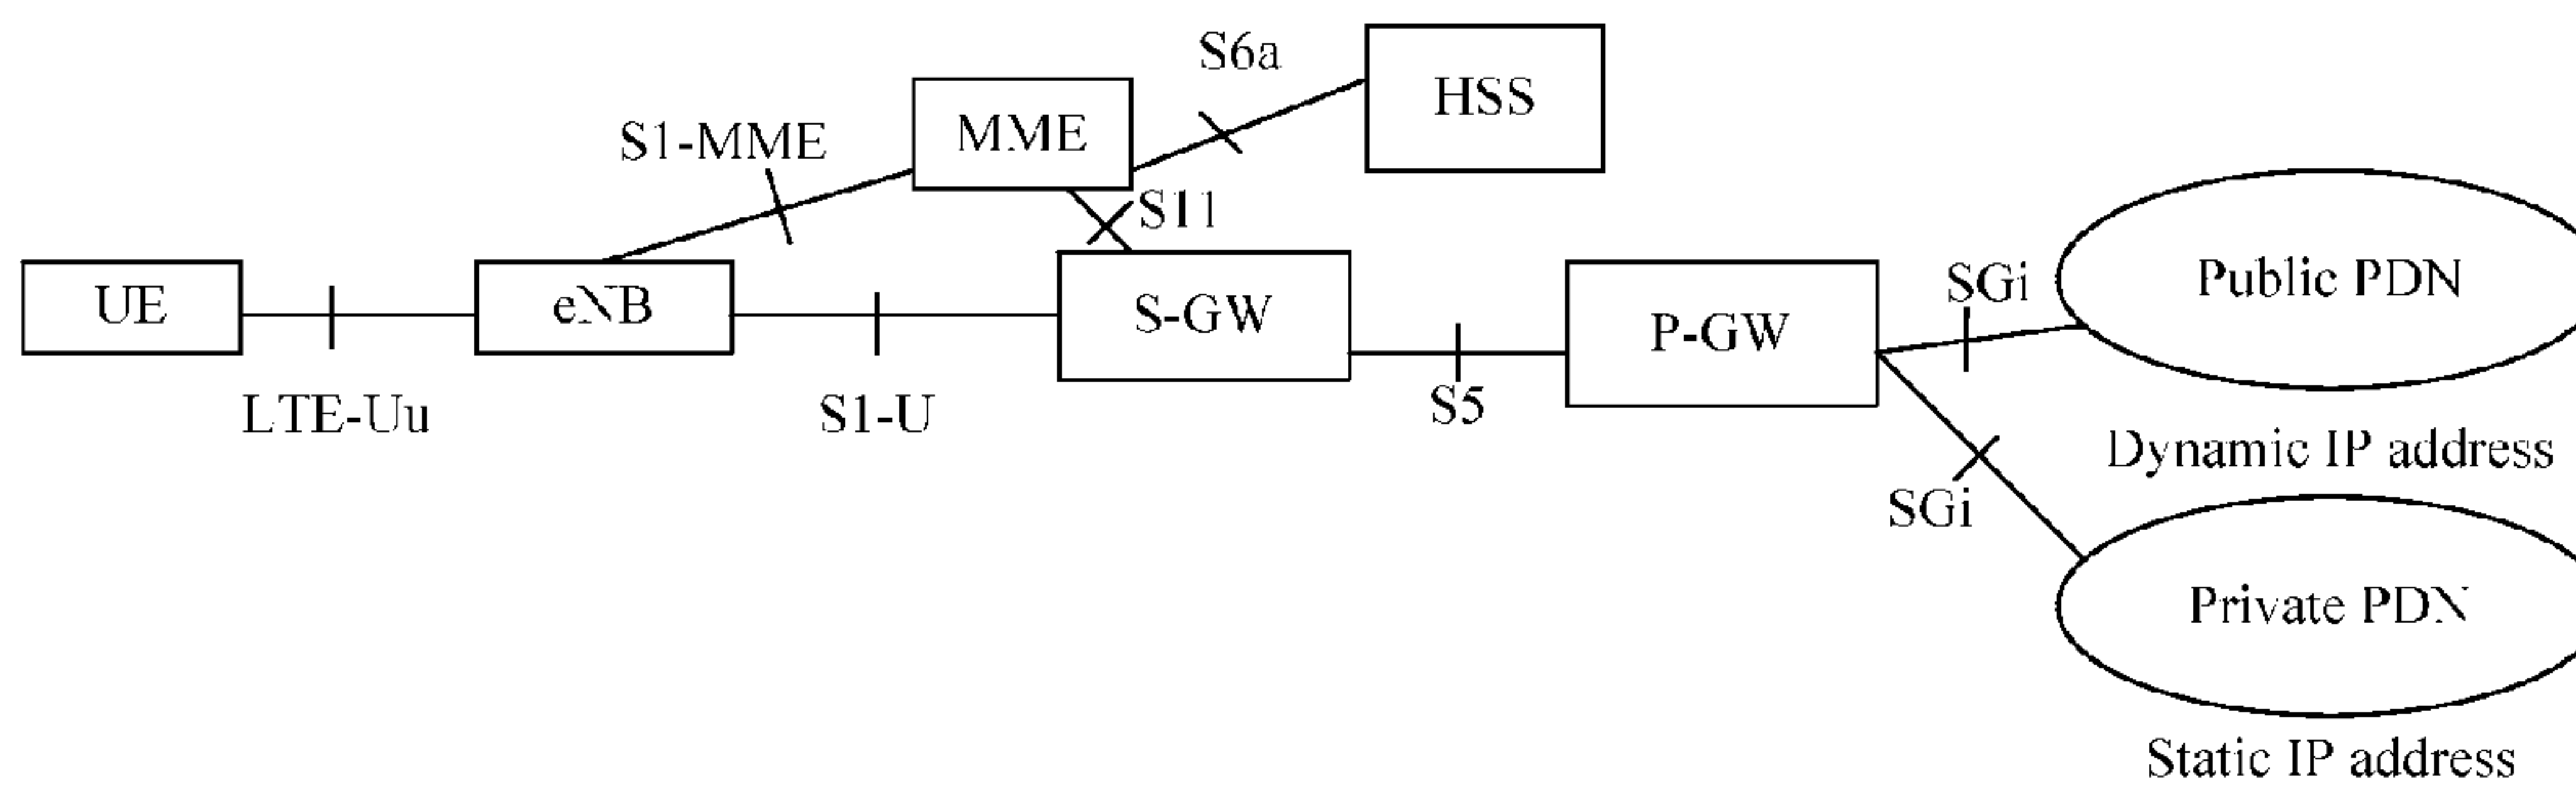 S6a
HSS
MME
S1-MME
S11
UE
eNB
S-GW
P-GW
SGi
Public PDN
LTE-Uu
S1-U
S5
Dynamic IP address
SGi
Private PDN
Static IP address